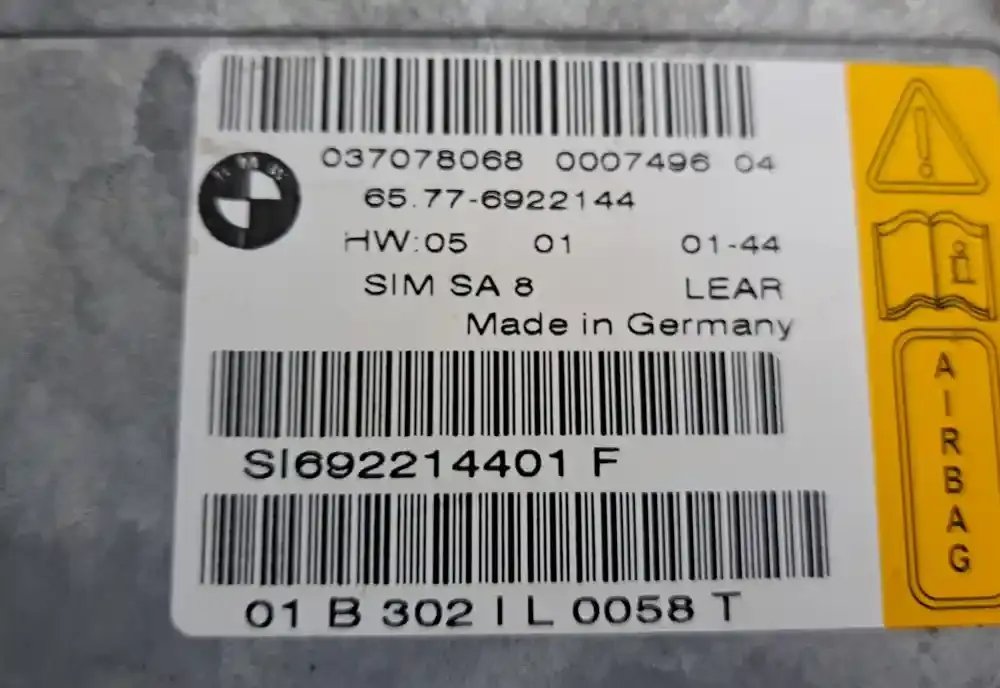 037078068 0007496 04
65.77-6922144
HW:05 01 01-44
SIM SA 8 LEAR
Made in Germany
SI692214401 F
01 B 302 I L 0058 T
AIRBAG